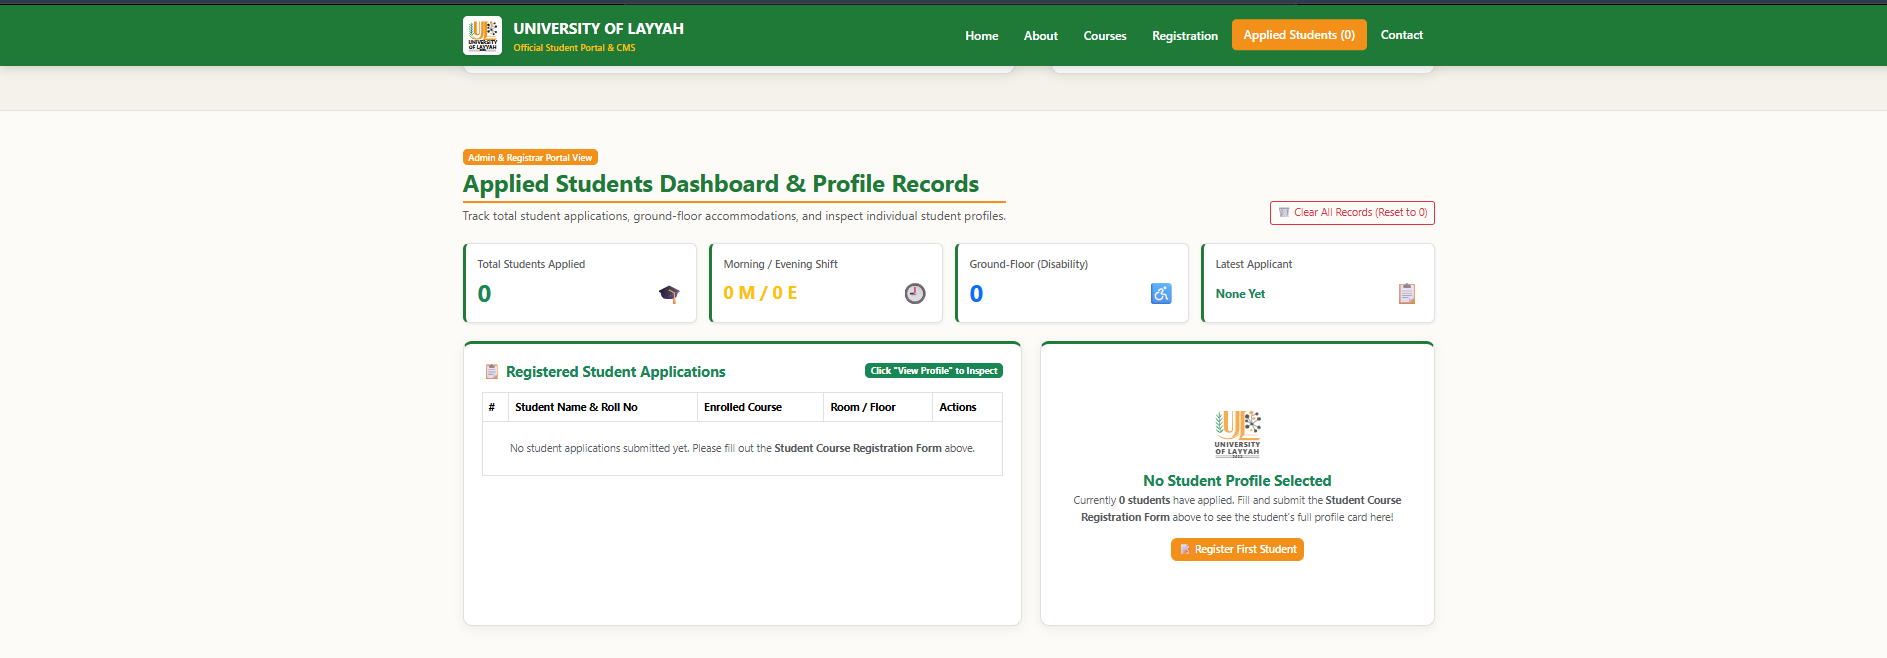 UNIVERSITY
OF LAYYAH
UNIVERSITY OF LAYYAH
Official Student Portal & CMS
Home
About
Courses
Registration
Applied Students (0)
Contact
Admin & Registrar Portal View
Applied Students Dashboard & Profile Records
Track total student applications, ground-floor accommodations, and inspect individual student profiles.
Clear All Records (Reset to 0)
Total Students Applied
0
Morning / Evening Shift
0 M / 0 E
Ground-Floor (Disability)
0
Latest Applicant
None Yet
Registered Student Applications
Click "View Profile" to Inspect
# Student Name & Roll No Enrolled Course Room / Floor Actions
No student applications submitted yet. Please fill out the Student Course Registration Form above.
UL
UNIVERSITY
OF LAYYAH
No Student Profile Selected
Currently 0 students have applied. Fill and submit the Student Course
Registration Form above to see the student's full profile card here!
Register First Student